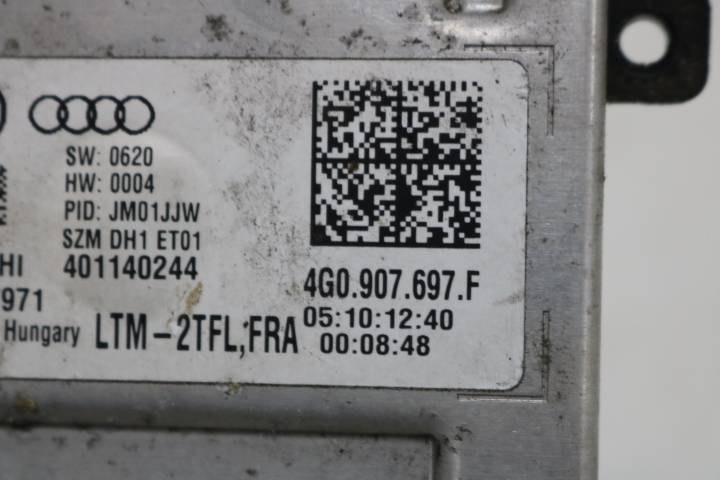 SW: 0620
HW: 0004
PID: JM01JJW
SZM DH1 ET01
HI 401140244
971
Hungary LTM-2TFL,FRA
4G0.907.697.F
05:10:12:40
00:08:48